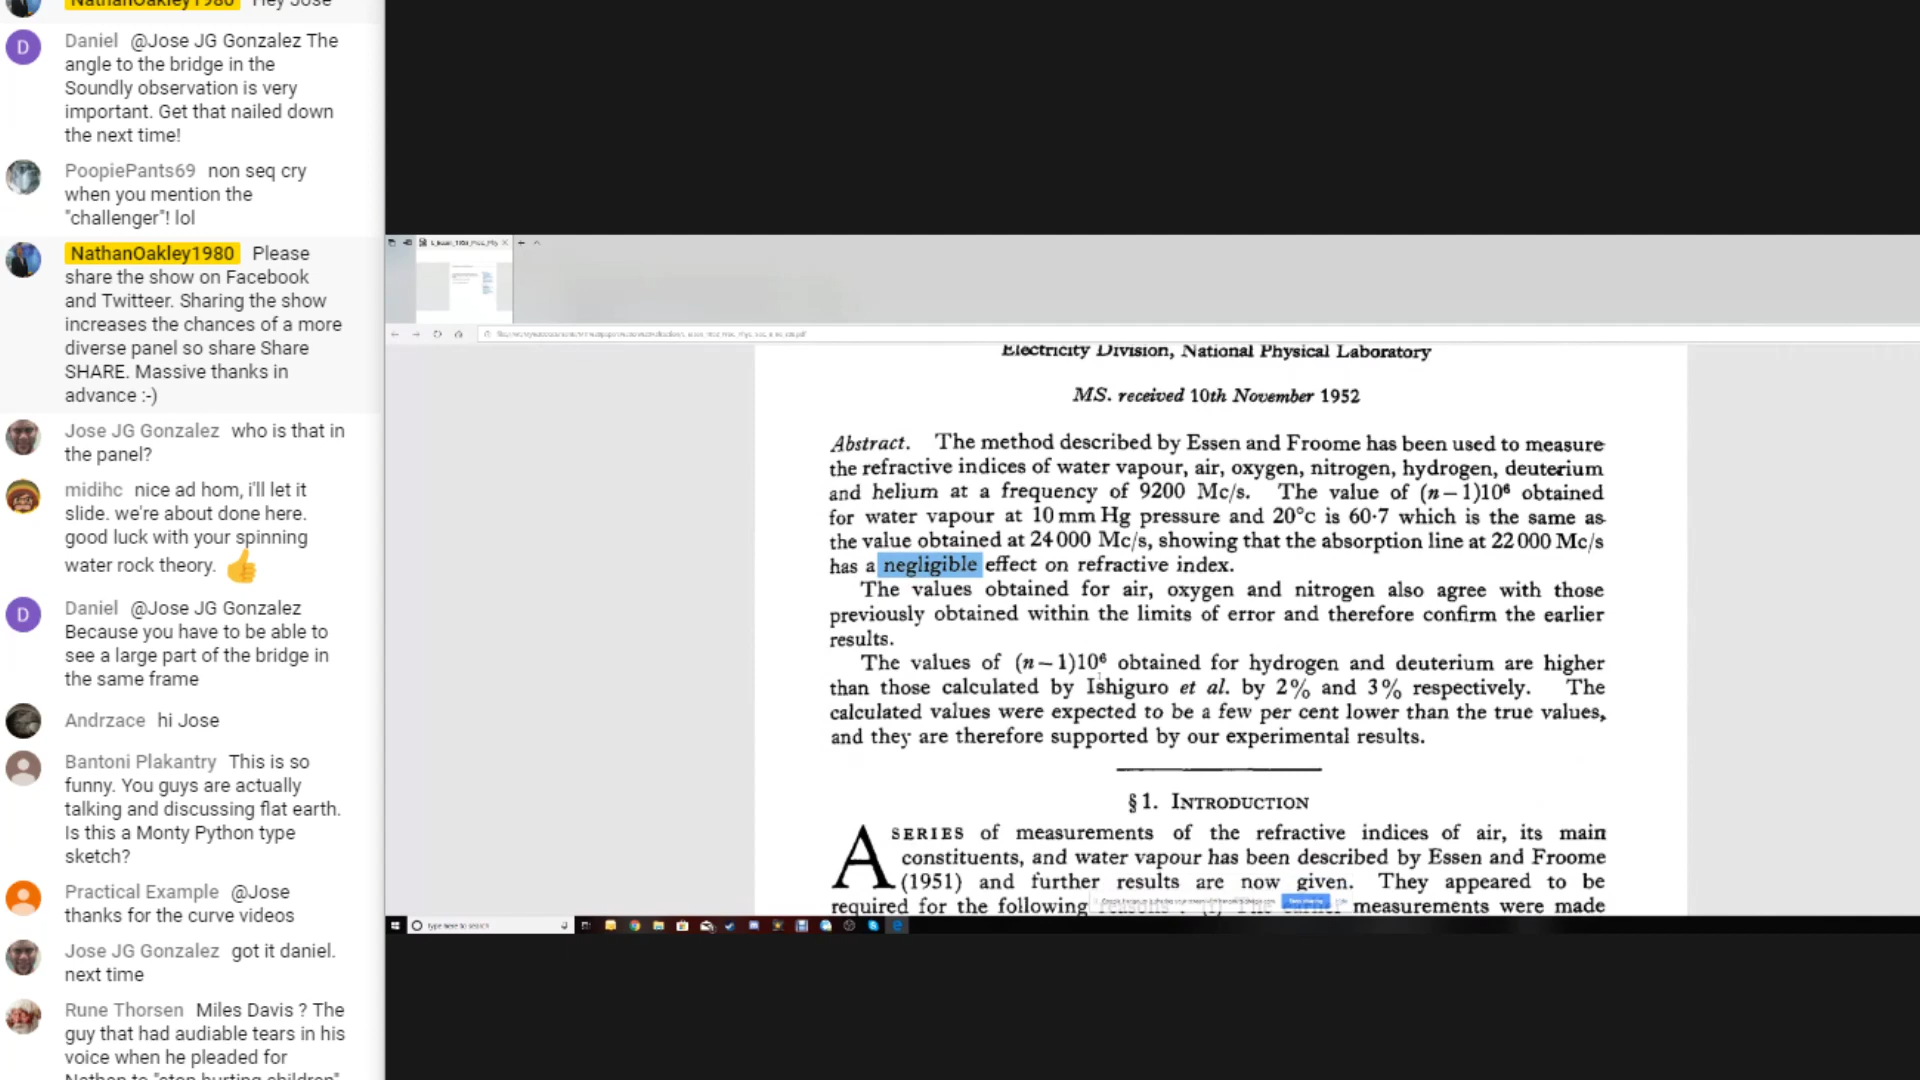 NathanOakley1980 Hey Jose
Daniel @Jose JG Gonzalez The
angle to the bridge in the
Soundly observation is very
important. Get that nailed down
the next time!
PoopiePants69 non seq cry
when you mention the
"challenger"! lol
NathanOakley1980 Please
share the show on Facebook
and Twitteer. Sharing the show
increases the chances of a more
diverse panel so share Share
SHARE. Massive thanks in
advance :-)
Jose JG Gonzalez who is that in
the panel?
midihc nice ad hom, i'll let it
slide. we're about done here.
good luck with your spinning
water rock theory.
Daniel @Jose JG Gonzalez
Because you have to be able to
see a large part of the bridge in
the same frame
Andrzace hi Jose
Bantoni Plakantry This is so
funny. You guys are actually
talking and discussing flat earth.
Is this a Monty Python type
sketch?
Practical Example @Jose
thanks for the curve videos
Jose JG Gonzalez got it daniel.
next time
Rune Thorsen Miles Davis ? The
guy that had audiable tears in his
voice when he pleaded for
Nathan to "stop hurting children"
Electricity Division, National Physical Laboratory
MS. received 10th November 1952
Abstract. The method described by Essen and Froome has been used to measure
the refractive indices of water vapour, air, oxygen, nitrogen, hydrogen, deuterium
and helium at a frequency of 9200 Mc/s. The value of (n−1)10⁶ obtained
for water vapour at 10 mm Hg pressure and 20°c is 60·7 which is the same as
the value obtained at 24 000 Mc/s, showing that the absorption line at 22 000 Mc/s
has a negligible effect on refractive index.
The values obtained for air, oxygen and nitrogen also agree with those
previously obtained within the limits of error and therefore confirm the earlier
results.
The values of (n−1)10⁶ obtained for hydrogen and deuterium are higher
than those calculated by Ishiguro et al. by 2% and 3% respectively. The
calculated values were expected to be a few per cent lower than the true values,
and they are therefore supported by our experimental results.
§ 1. INTRODUCTION
A SERIES of measurements of the refractive indices of air, its main
constituents, and water vapour has been described by Essen and Froome
(1951) and further results are now given. They appeared to be
required for the following reasons : (i) The earlier measurements were made
Type here to search